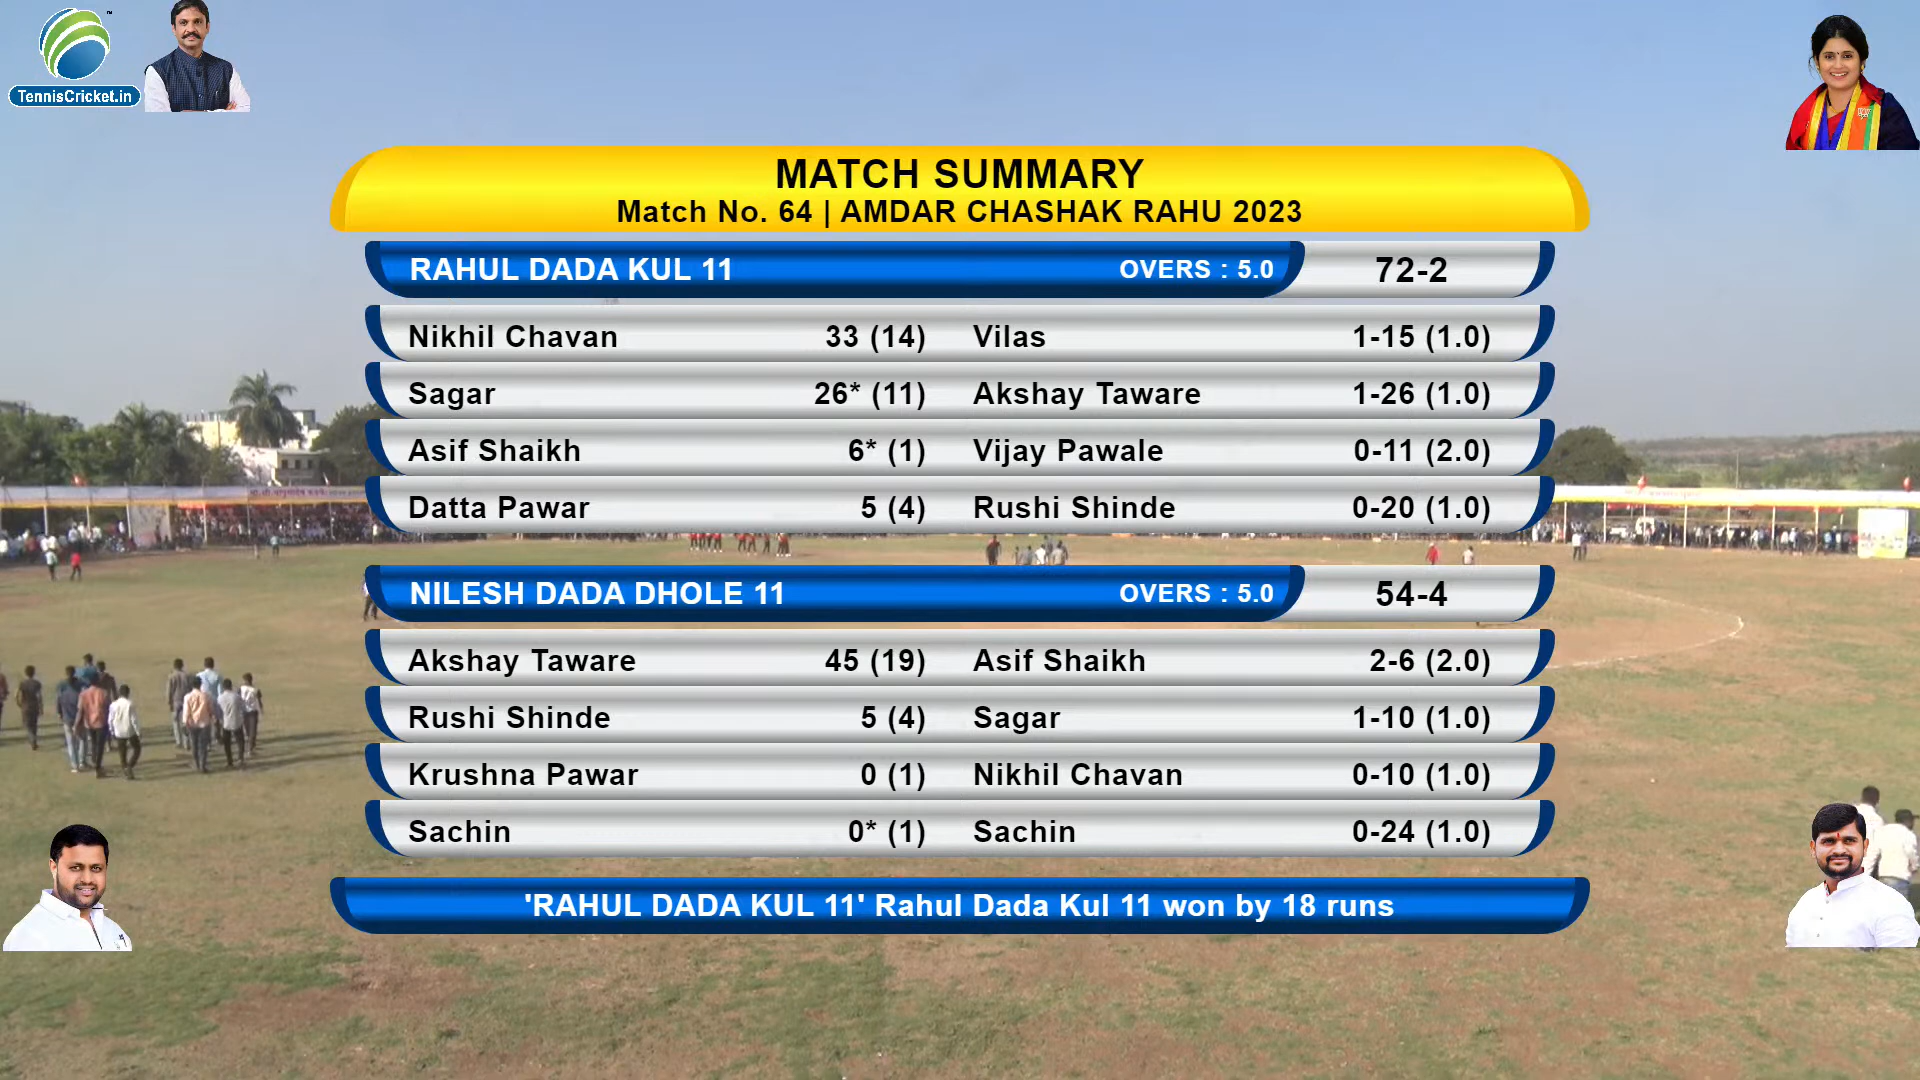 TennisCricket.in
MATCH SUMMARY
Match No. 64 | AMDAR CHASHAK RAHU 2023
RAHUL DADA KUL 11 OVERS : 5.0 72-2
Nikhil Chavan 33 (14) Vilas 1-15 (1.0)
Sagar 26* (11) Akshay Taware 1-26 (1.0)
Asif Shaikh 6* (1) Vijay Pawale 0-11 (2.0)
Datta Pawar 5 (4) Rushi Shinde 0-20 (1.0)
NILESH DADA DHOLE 11 OVERS : 5.0 54-4
Akshay Taware 45 (19) Asif Shaikh 2-6 (2.0)
Rushi Shinde 5 (4) Sagar 1-10 (1.0)
Krushna Pawar 0 (1) Nikhil Chavan 0-10 (1.0)
Sachin 0* (1) Sachin 0-24 (1.0)
'RAHUL DADA KUL 11' Rahul Dada Kul 11 won by 18 runs